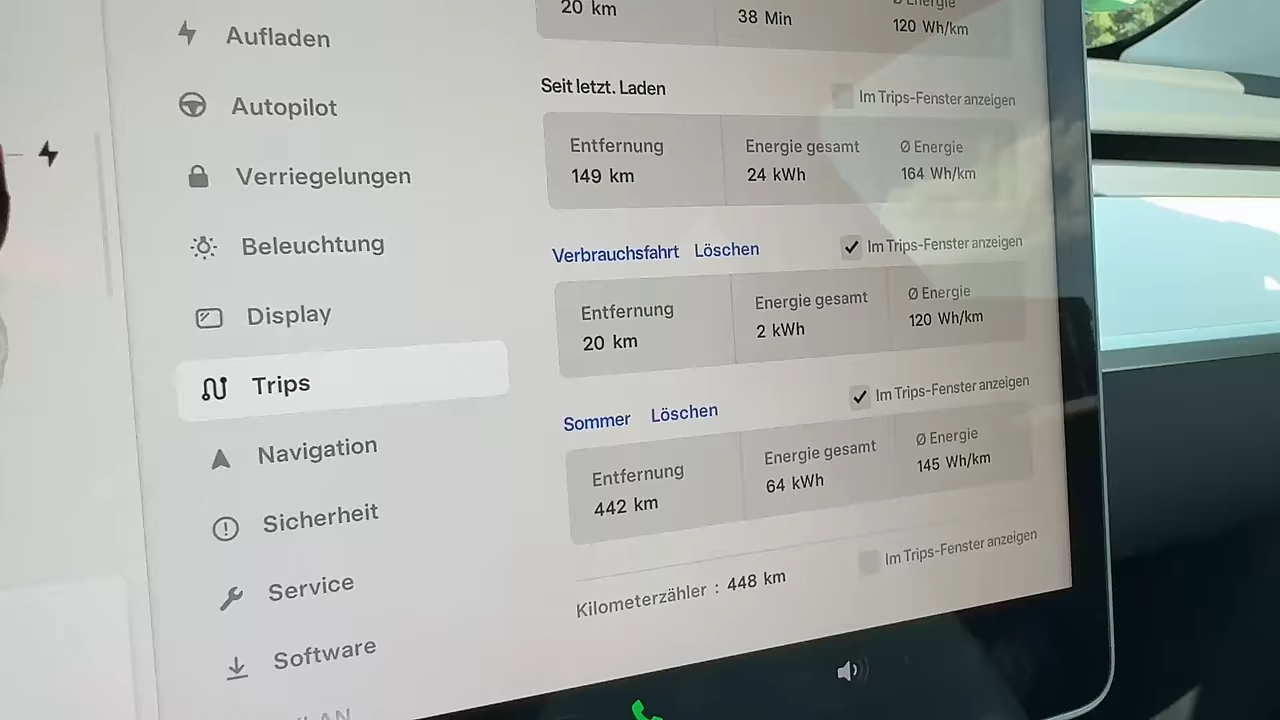 Aufladen
Autopilot
Verriegelungen
Beleuchtung
Display
Trips
Navigation
Sicherheit
Service
Software
20 km
38 Min
Ø Energie
120 Wh/km
Seit letzt. Laden
Im Trips-Fenster anzeigen
Entfernung
149 km
Energie gesamt
24 kWh
Ø Energie
164 Wh/km
Verbrauchsfahrt Löschen
Im Trips-Fenster anzeigen
Entfernung
20 km
Energie gesamt
2 kWh
Ø Energie
120 Wh/km
Sommer Löschen
Im Trips-Fenster anzeigen
Entfernung
442 km
Energie gesamt
64 kWh
Ø Energie
145 Wh/km
Kilometerzähler : 448 km
Im Trips-Fenster anzeigen